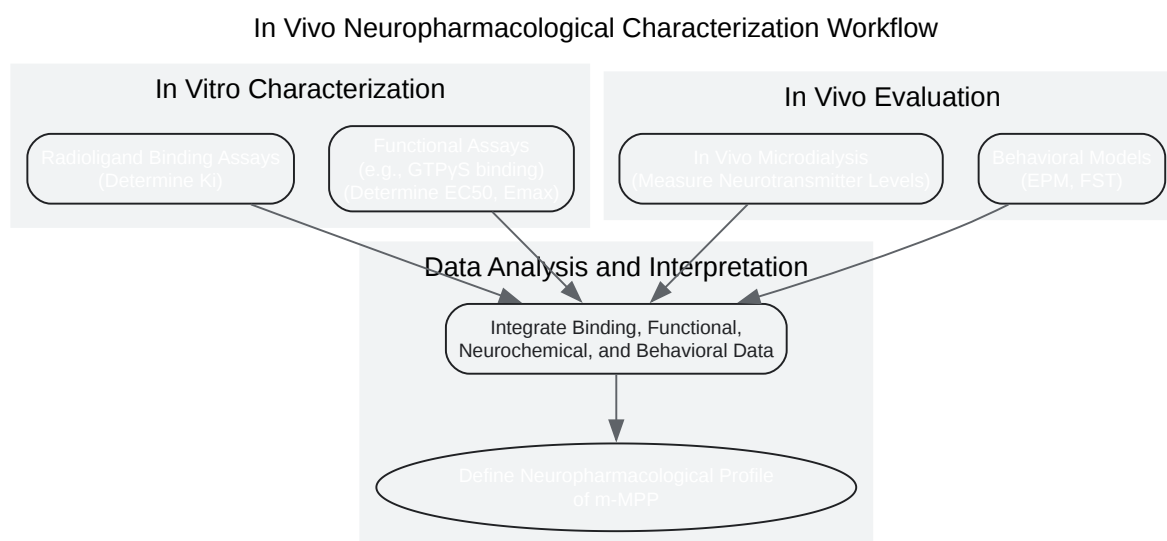 In Vivo Neuropharmacological Characterization Workflow
In Vitro Characterization
Radioligand Binding Assays
(Determine Ki)
Functional Assays
(e.g., GTPγS binding)
(Determine EC50, Emax)
In Vivo Evaluation
In Vivo Microdialysis
(Measure Neurotransmitter Levels)
Behavioral Models
(EPM, FST)
Data Analysis and Interpretation
Integrate Binding, Functional,
Neurochemical, and Behavioral Data
Define Neuropharmacological Profile
of m-MPP